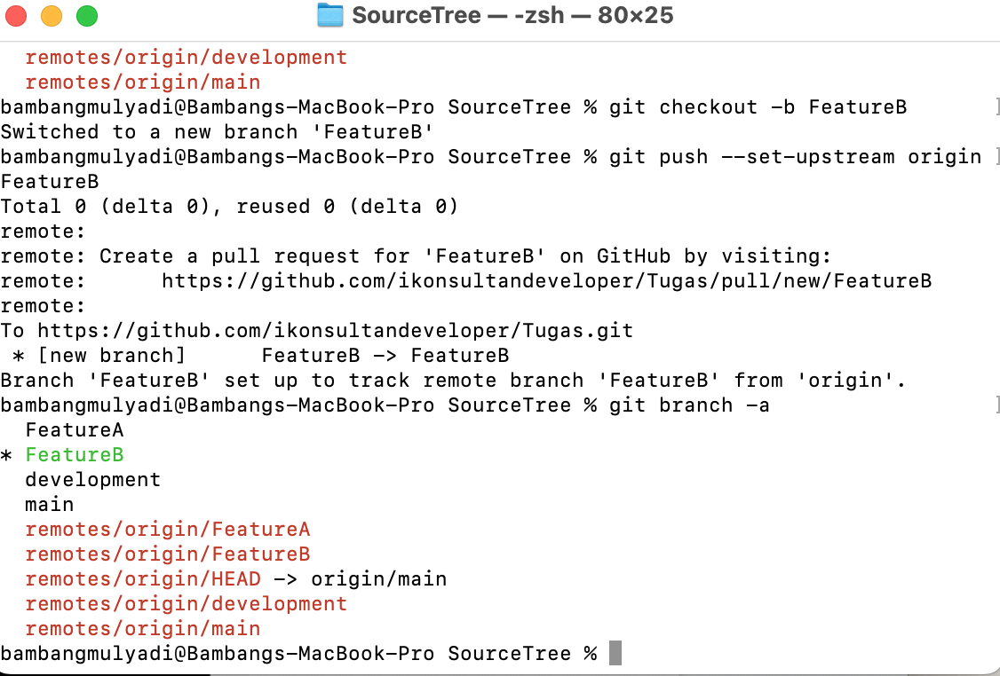 SourceTree — -zsh — 80×25
  remotes/origin/development
  remotes/origin/main
bambangmulyadi@Bambangs-MacBook-Pro SourceTree % git checkout -b FeatureB
Switched to a new branch 'FeatureB'
bambangmulyadi@Bambangs-MacBook-Pro SourceTree % git push --set-upstream origin
FeatureB
Total 0 (delta 0), reused 0 (delta 0)
remote:
remote: Create a pull request for 'FeatureB' on GitHub by visiting:
remote:      https://github.com/ikonsultandeveloper/Tugas/pull/new/FeatureB
remote:
To https://github.com/ikonsultandeveloper/Tugas.git
 * [new branch]      FeatureB -> FeatureB
Branch 'FeatureB' set up to track remote branch 'FeatureB' from 'origin'.
bambangmulyadi@Bambangs-MacBook-Pro SourceTree % git branch -a
  FeatureA
* FeatureB
  development
  main
  remotes/origin/FeatureA
  remotes/origin/FeatureB
  remotes/origin/HEAD -> origin/main
  remotes/origin/development
  remotes/origin/main
bambangmulyadi@Bambangs-MacBook-Pro SourceTree %